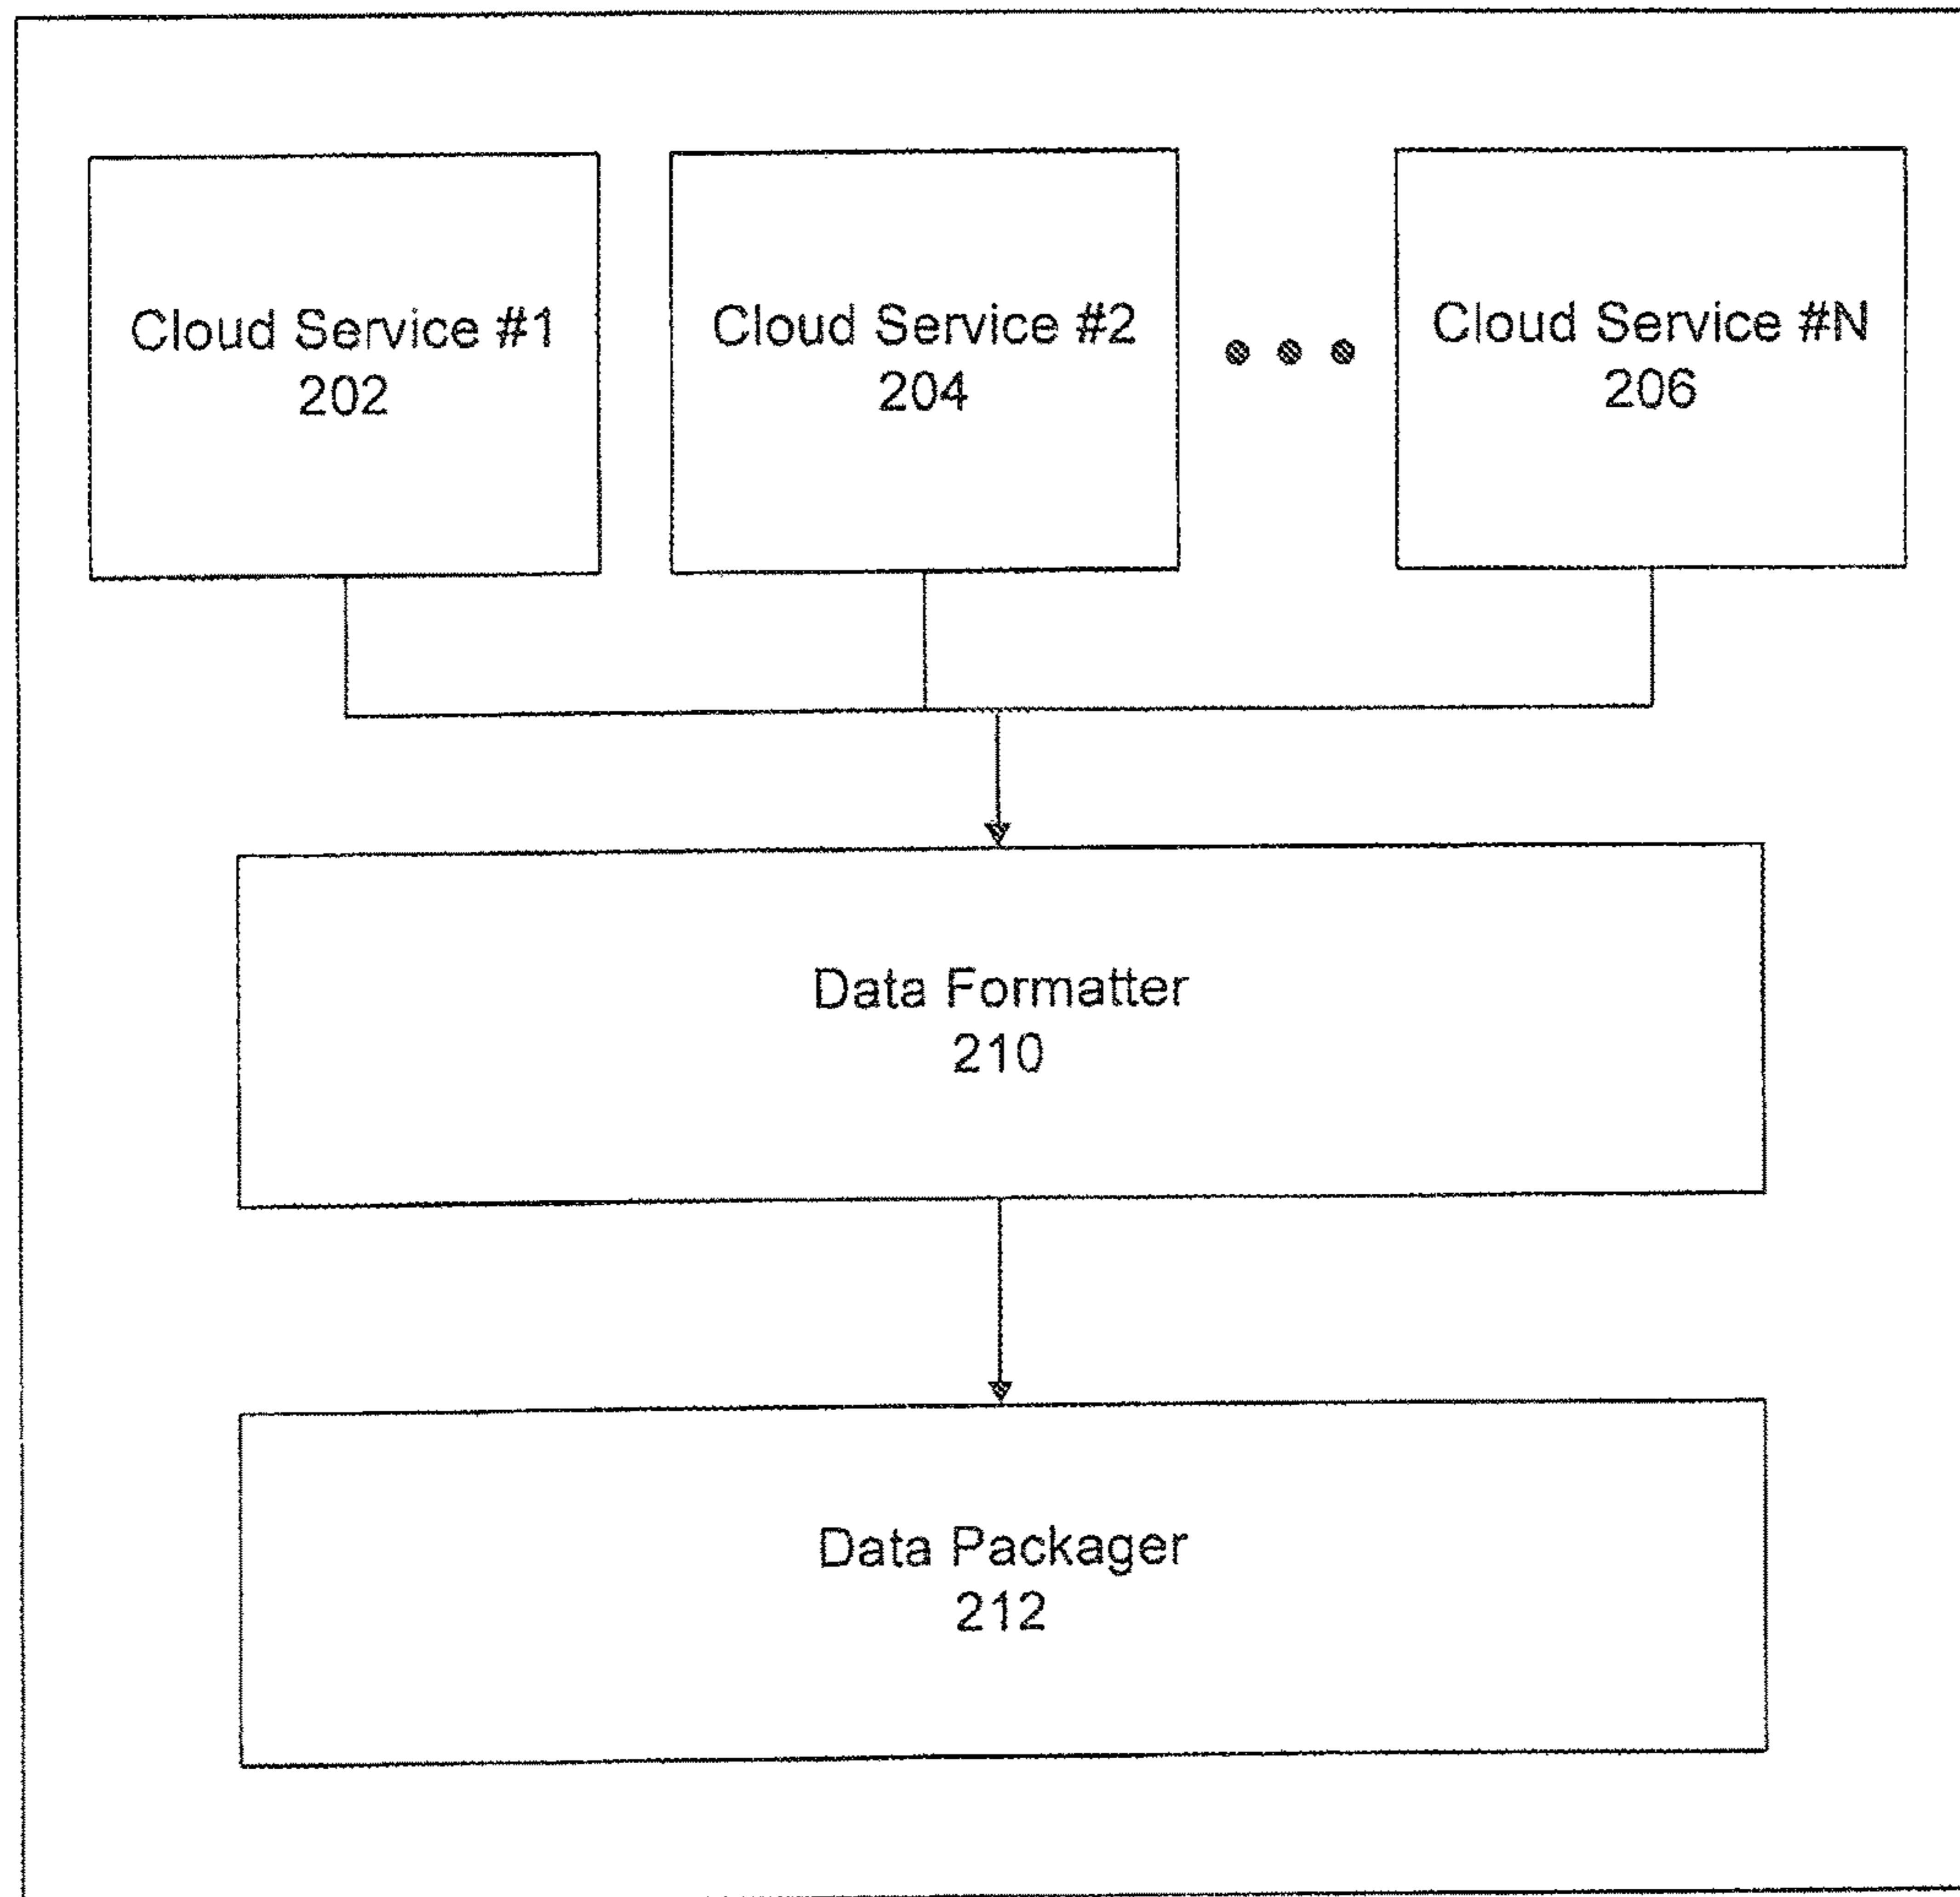 Cloud Service #1
202
Cloud Service #2
204
Cloud Service #N
206
Data Formatter
210
Data Packager
212